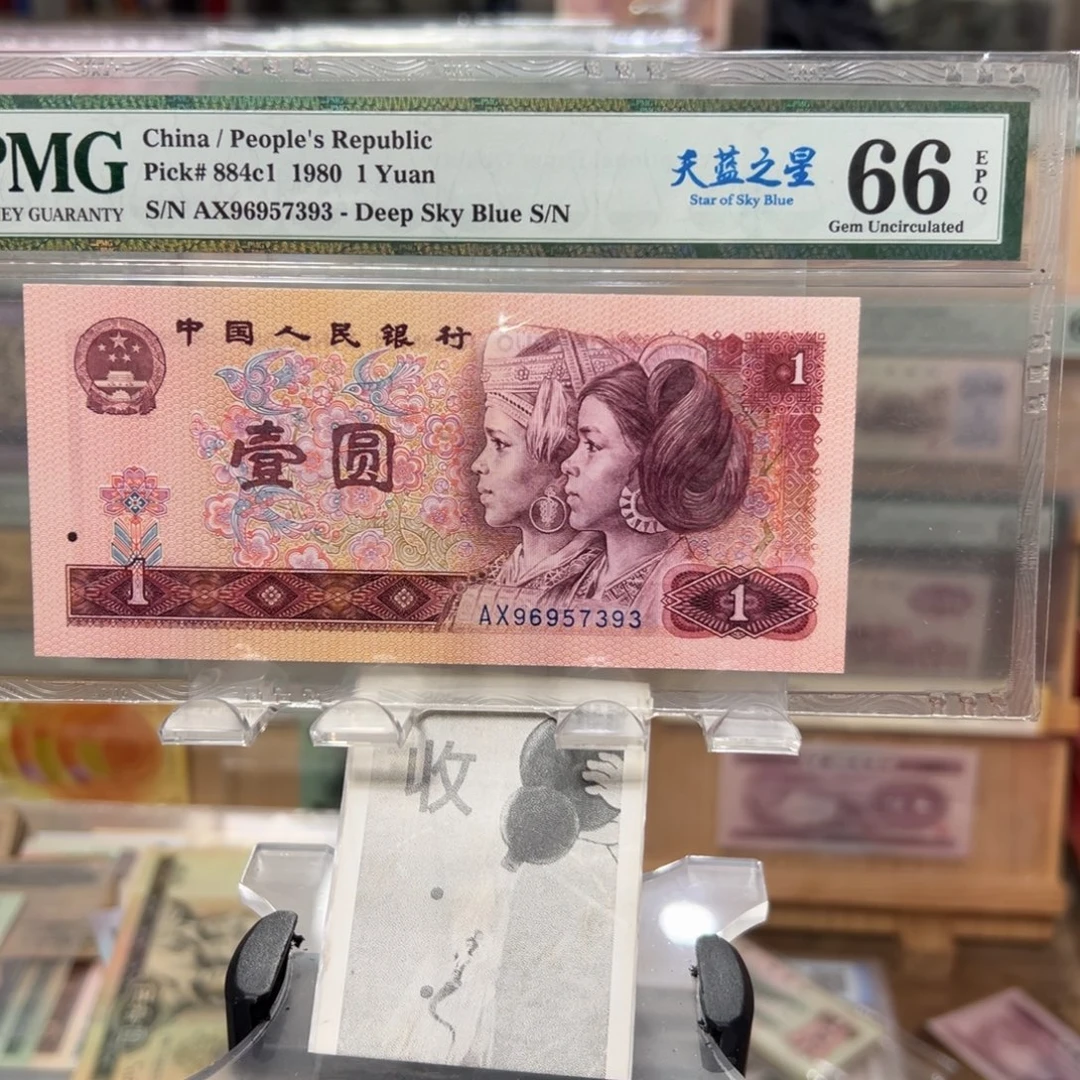 PMG
EY GUARANTY
China / People's Republic
Pick# 884c1 1980 1 Yuan
S/N AX96957393 - Deep Sky Blue S/N
天蓝之星
Star of Sky Blue
66
EPQ
Gem Uncirculated
中国人民银行
1
壹圆
1
AX96957393
1
收